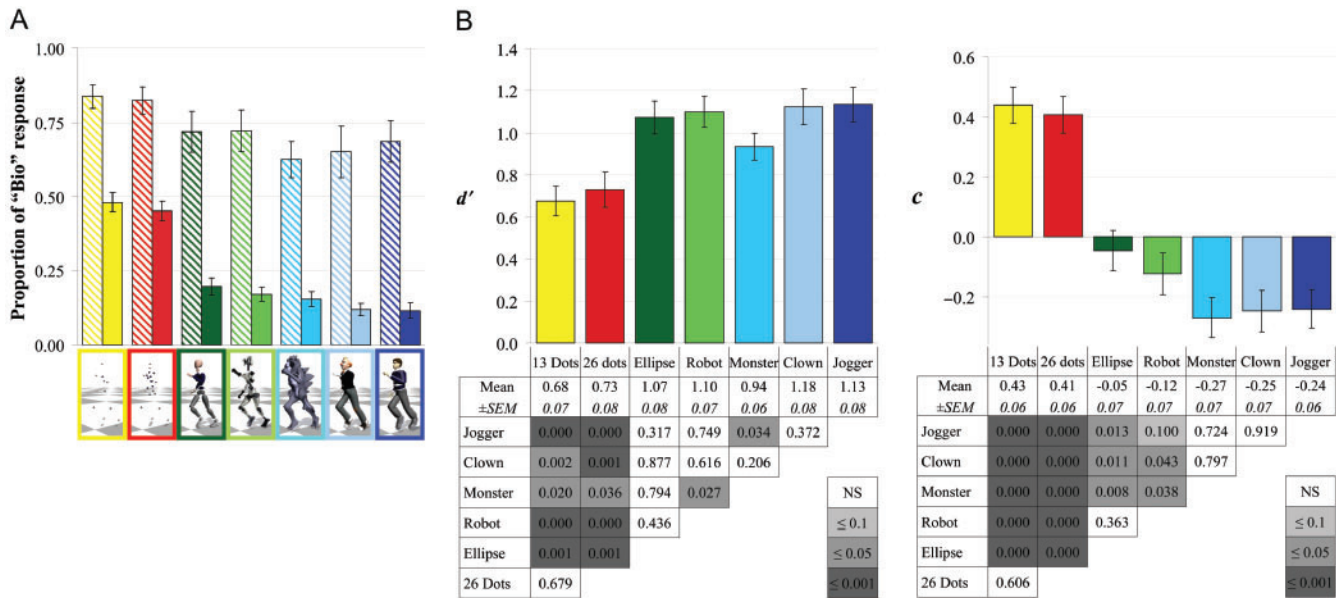 A
Proportion of “Bio” response
1.00
0.75
0.50
0.25
0.00
B
d'
1.4
1.2
1.0
0.8
0.6
0.4
0.2
0.0
13 Dots 26 dots Ellipse Robot Monster Clown Jogger
Mean 0.68 0.73 1.07 1.10 0.94 1.18 1.13
±SEM 0.07 0.08 0.08 0.07 0.06 0.08 0.08
Jogger 0.000 0.000 0.317 0.749 0.034 0.372
Clown 0.002 0.001 0.877 0.616 0.206
Monster 0.020 0.036 0.794 0.027 NS
Robot 0.000 0.000 0.436 ≤ 0.1
Ellipse 0.001 0.001 ≤ 0.05
26 Dots 0.679 ≤ 0.001
c
0.6
0.4
0.2
0.0
−0.2
13 Dots 26 dots Ellipse Robot Monster Clown Jogger
Mean 0.43 0.41 -0.05 -0.12 -0.27 -0.25 -0.24
±SEM 0.06 0.06 0.07 0.07 0.07 0.07 0.06
Jogger 0.000 0.000 0.013 0.100 0.724 0.919
Clown 0.000 0.000 0.011 0.043 0.797
Monster 0.000 0.000 0.008 0.038 NS
Robot 0.000 0.000 0.363 ≤ 0.1
Ellipse 0.000 0.000 ≤ 0.05
26 Dots 0.606 ≤ 0.001